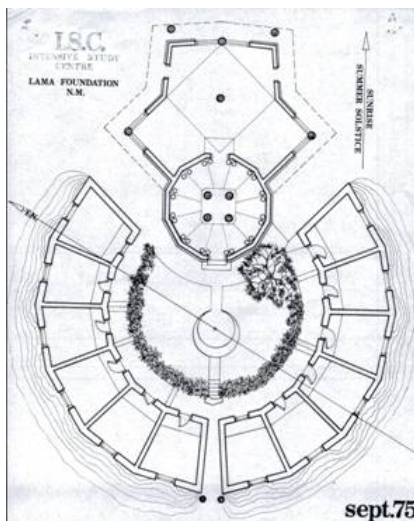 I.S.C.
INTENSIVE STUDY
CENTRE
LAMA FOUNDATION
N.M.
SUNRISE
SUMMER SOLSTICE
sept.75